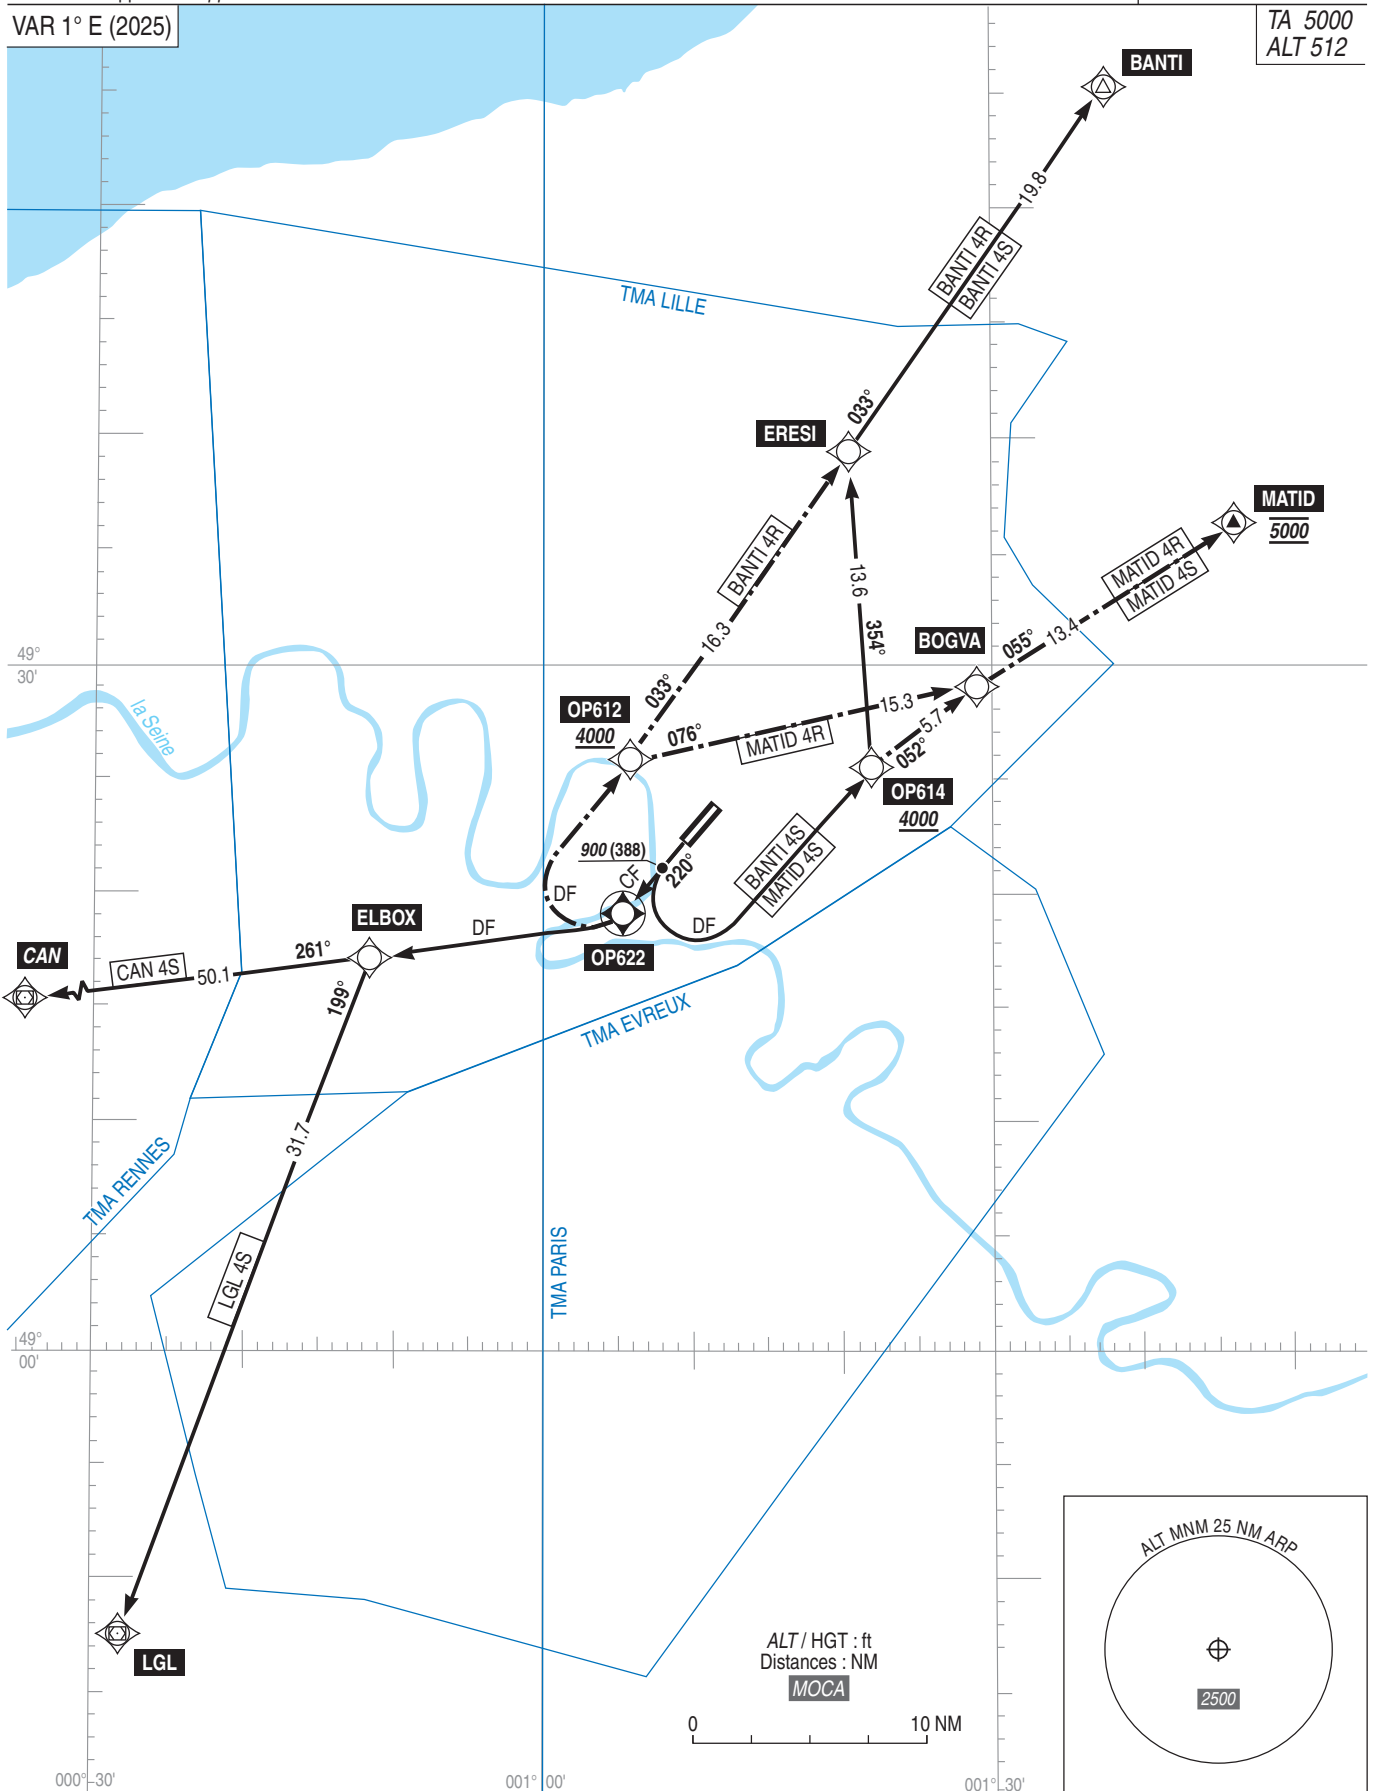 VAR 1° E (2025)
TA 5000
ALT 512
BANTI
19.8
BANTI 4R
BANTI 4S
TMA LILLE
033°
ERESI
MATID
5000
BANTI 4R
MATID 4R
MATID 4S
13.6
354°
16.3
BOGVA
055°
13.4
49°
30'
la Seine
033°
OP612
4000
076°
15.3
MATID 4R
5.7
052°
OP614
4000
900 (388)
CF
220°
BANTI 4S
MATID 4S
DF
DF
DF
ELBOX
OP622
CAN
CAN 4S
50.1
261°
199°
TMA EVREUX
31.7
TMA RENNES
LGL 4S
TMA PARIS
49°
00'
LGL
ALT / HGT : ft
Distances : NM
MOCA
0 10 NM
ALT MNM 25 NM ARP
2500
000° 30'
001° 00'
001° 30'